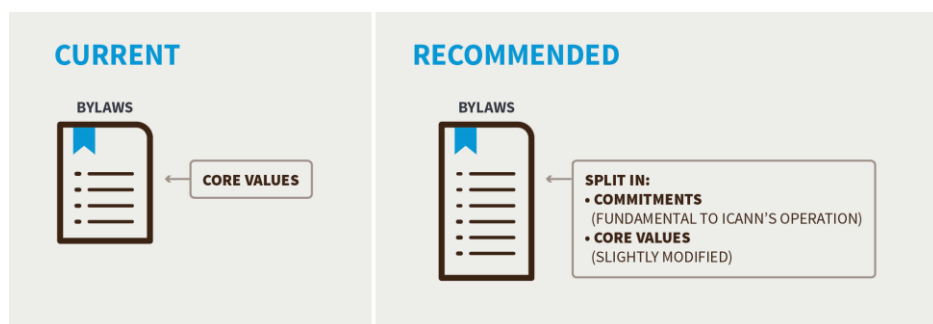 CURRENT
BYLAWS
CORE VALUES
RECOMMENDED
BYLAWS
SPLIT IN:
• COMMITMENTS
(FUNDAMENTAL TO ICANN'S OPERATION)
• CORE VALUES
(SLIGHTLY MODIFIED)